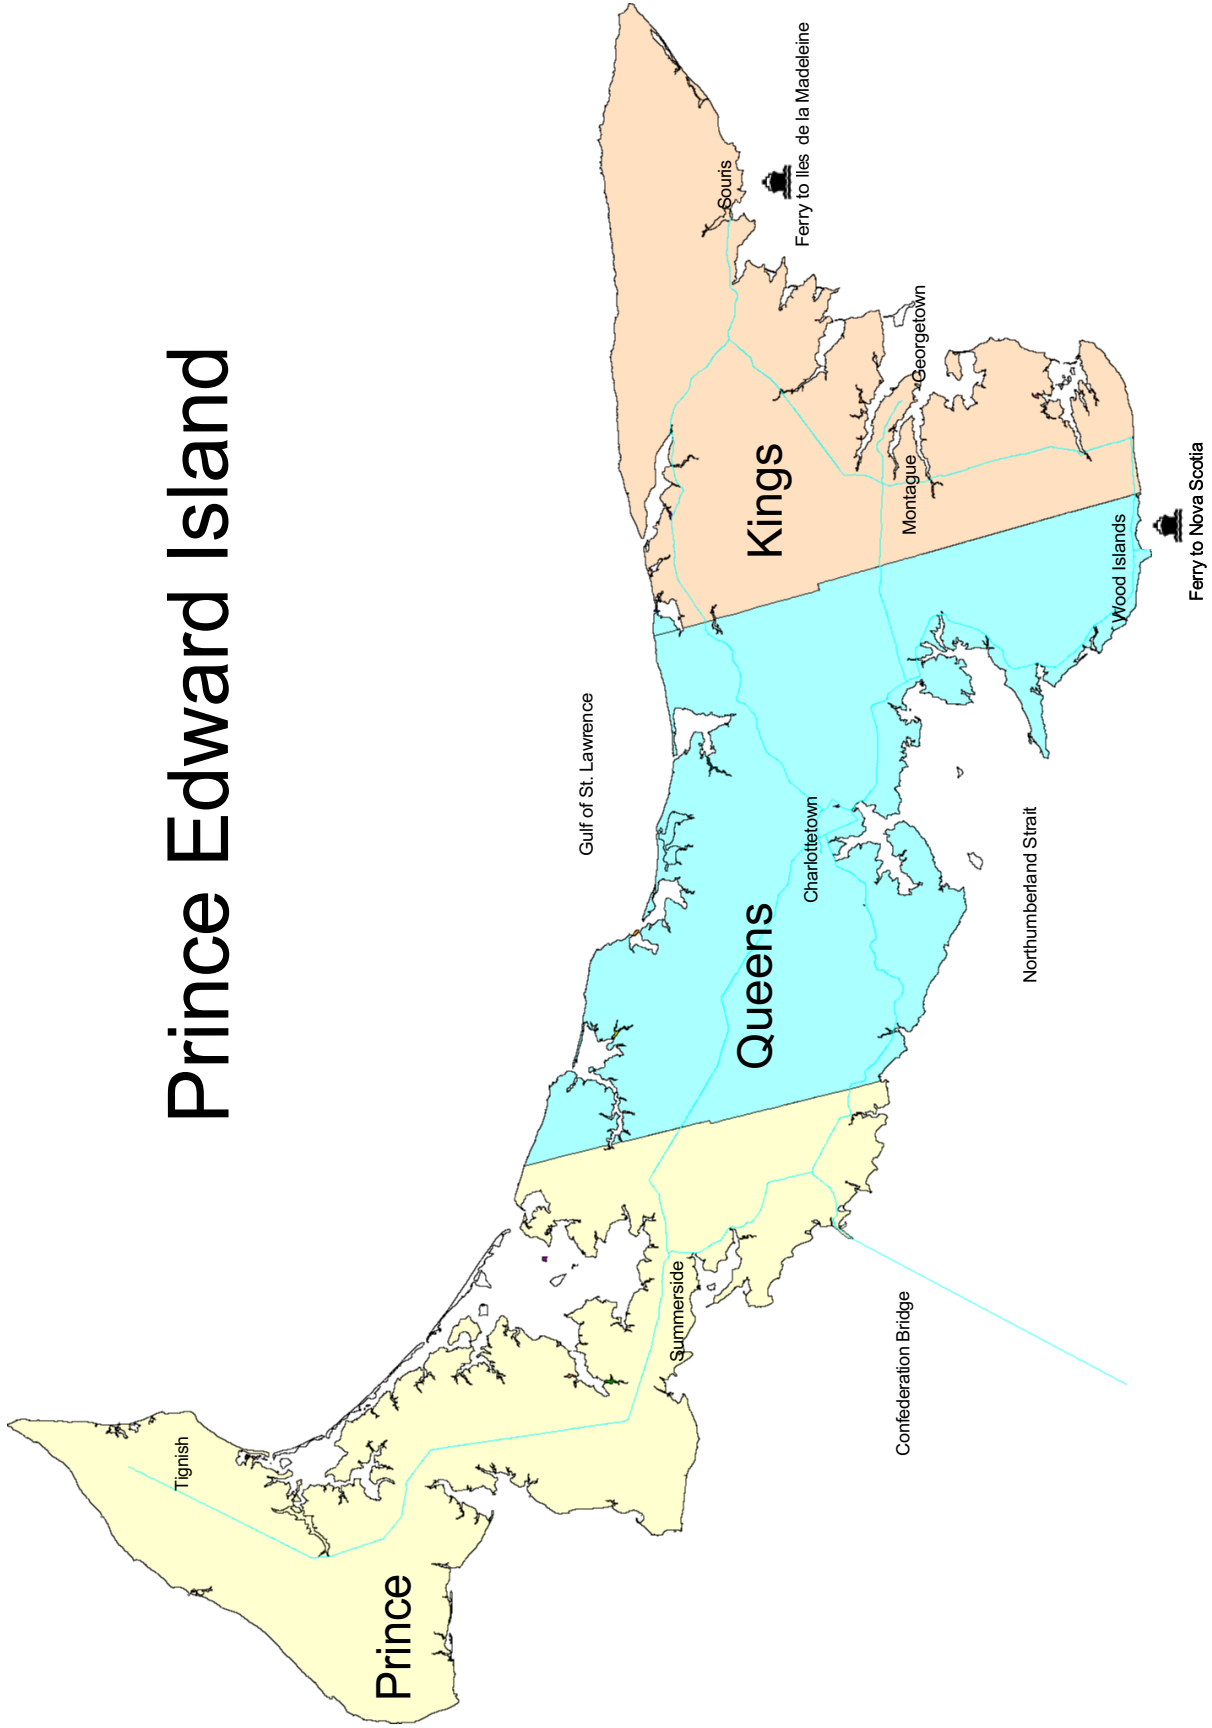 Prince Edward Island
Gulf of St. Lawrence
Tignish
Prince
Summerside
Queens
Charlottetown
Kings
Souris
Ferry to Iles de la Madeleine
Georgetown
Montague
Wood Islands
Ferry to Nova Scotia
Northumberland Strait
Confederation Bridge